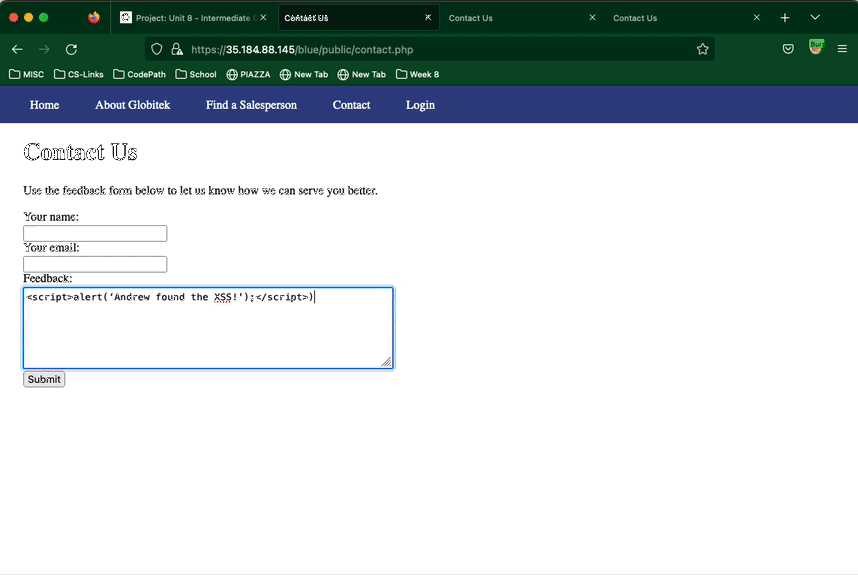 Project: Unit 8 - Intermediate C
Contact Us
Contact Us
Contact Us
https://35.184.88.145/blue/public/contact.php
MISC CS-Links CodePath School PIAZZA New Tab New Tab Week 8
Home About Globitek Find a Salesperson Contact Login
Contact Us
Use the feedback form below to let us know how we can serve you better.
Your name:
Your email:
Feedback:
<script>alert('Andrew found the XSS!');</script>)
Submit